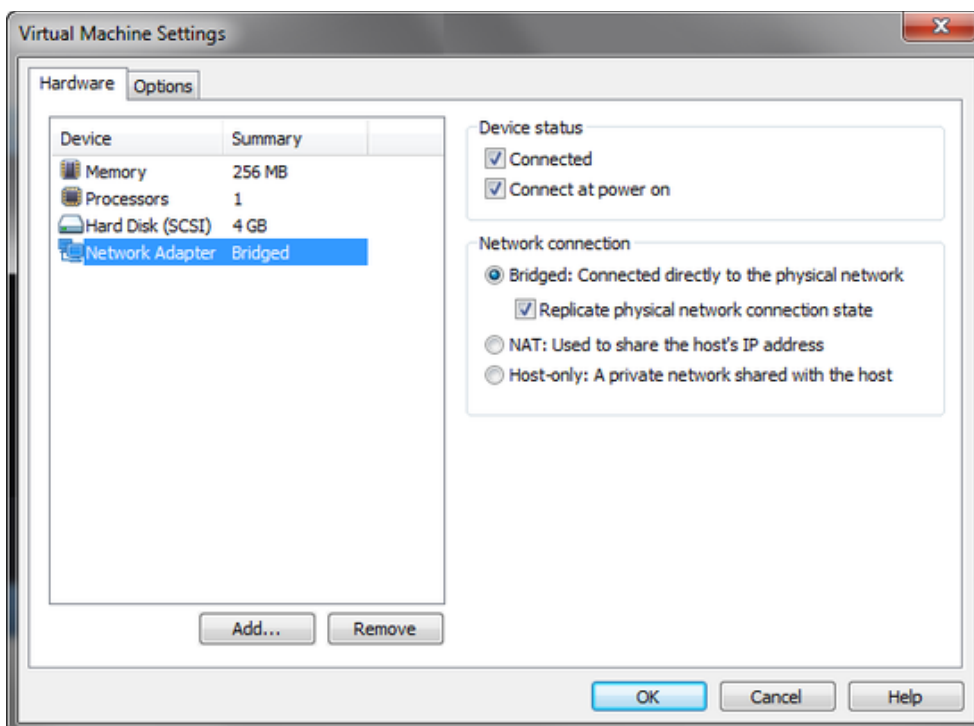 Virtual Machine Settings
Hardware Options
Device Summary
Memory 256 MB
Processors 1
Hard Disk (SCSI) 4 GB
Network Adapter Bridged
Add... Remove
Device status
Connected
Connect at power on
Network connection
Bridged: Connected directly to the physical network
Replicate physical network connection state
NAT: Used to share the host's IP address
Host-only: A private network shared with the host
OK Cancel Help